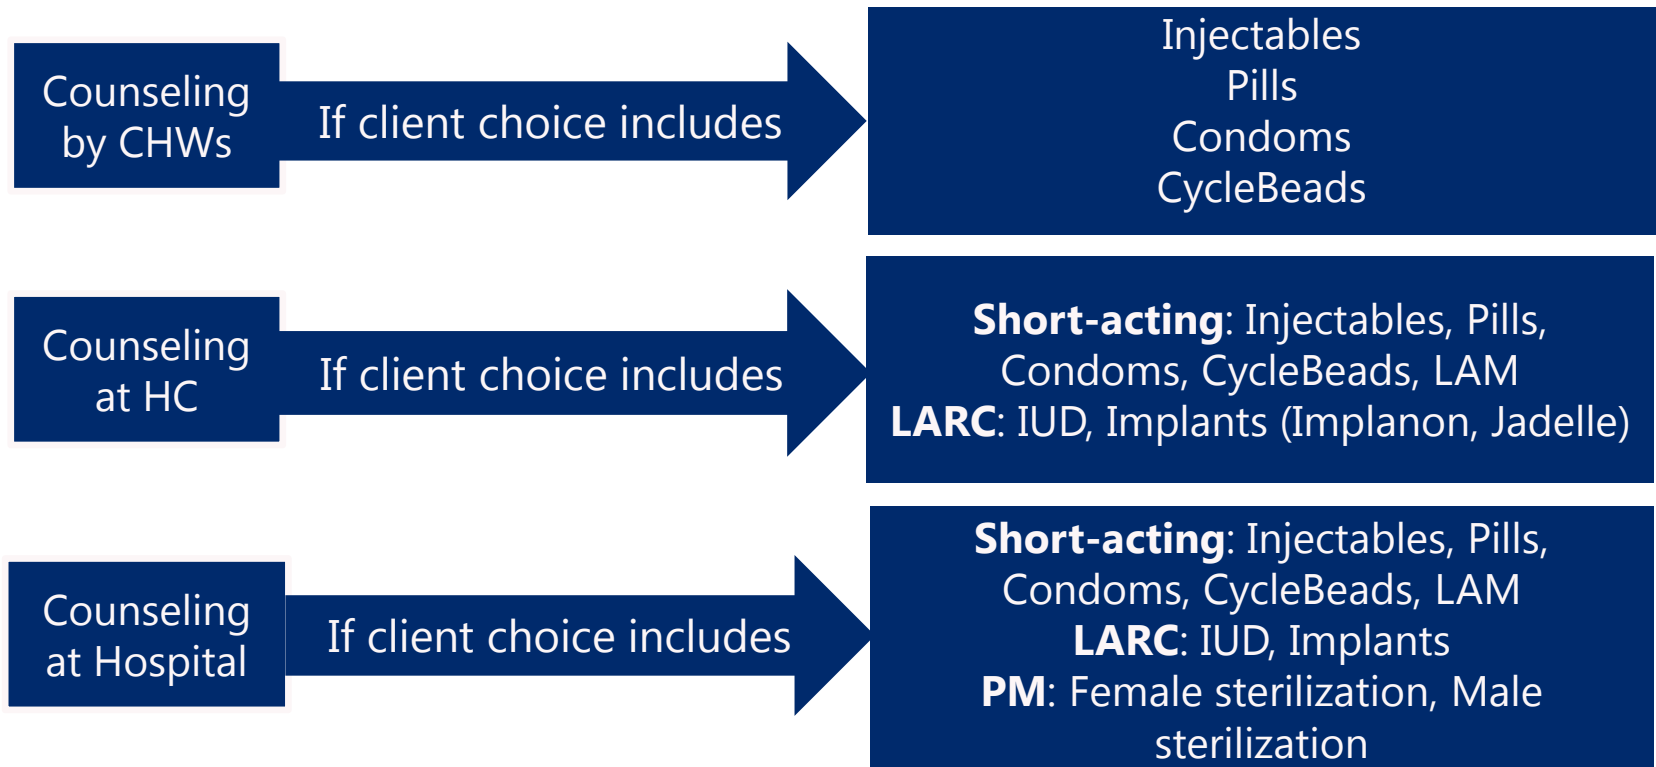 Counseling
by CHWs
If client choice includes
Injectables
Pills
Condoms
CycleBeads
Counseling
at HC
If client choice includes
Short-acting: Injectables, Pills,
Condoms, CycleBeads, LAM
LARC: IUD, Implants (Implanon, Jadelle)
Counseling
at Hospital
If client choice includes
Short-acting: Injectables, Pills,
Condoms, CycleBeads, LAM
LARC: IUD, Implants
PM: Female sterilization, Male
sterilization